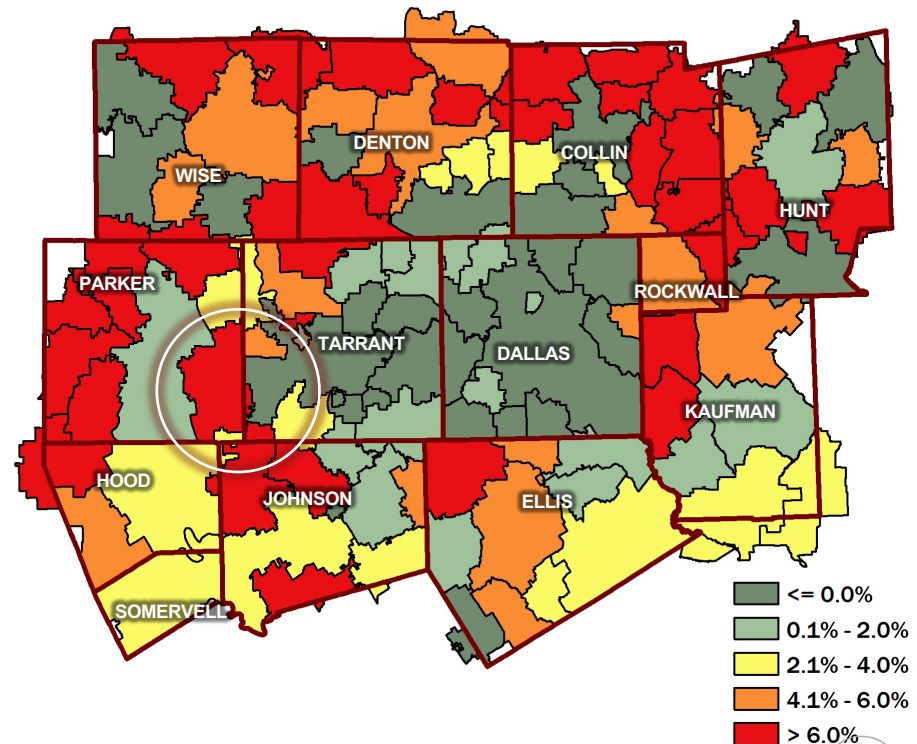 DENTON
COLLIN
WISE
HUNT
PARKER
ROCKWALL
TARRANT
DALLAS
KAUFMAN
HOOD
JOHNSON
ELLIS
SOMERVELL
<= 0.0%
0.1% - 2.0%
2.1% - 4.0%
4.1% - 6.0%
> 6.0%